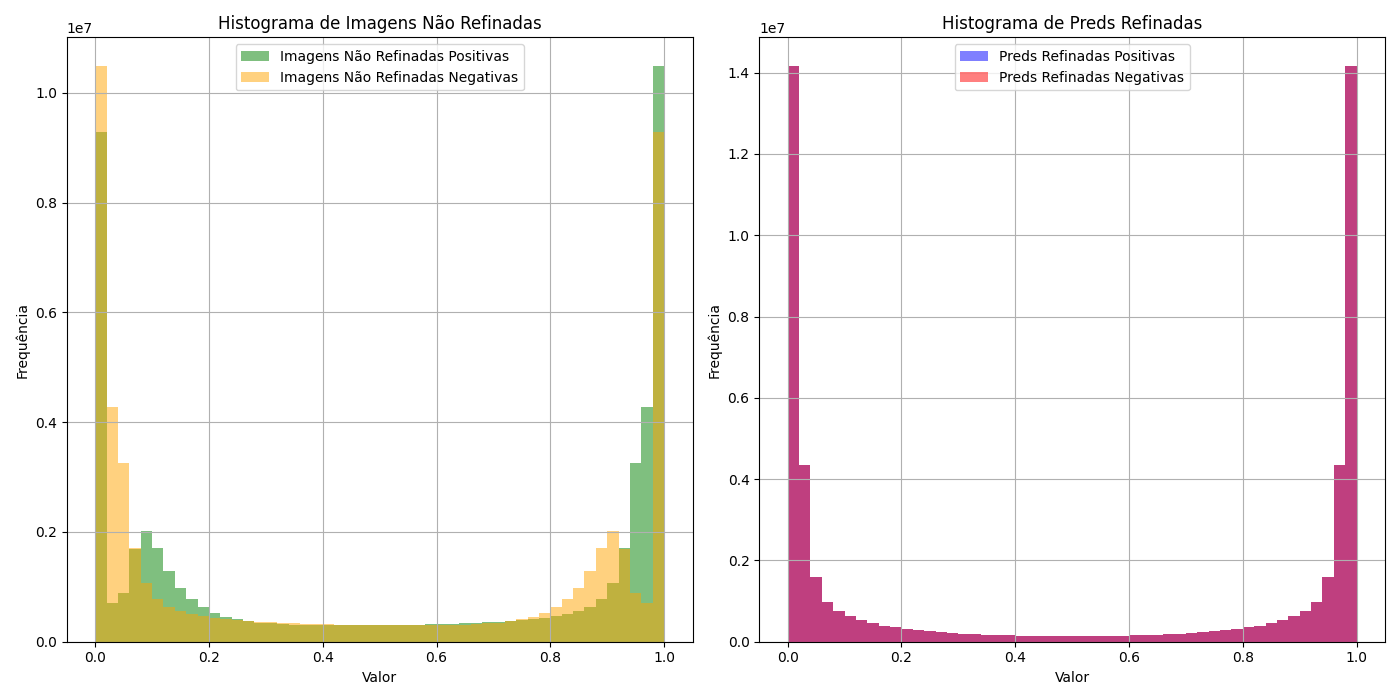 Histograma de Imagens Não Refinadas
1e7
Imagens Não Refinadas Positivas
Imagens Não Refinadas Negativas
1.0
0.8
0.6
0.4
0.2
0.0
Frequência
0.0 0.2 0.4 0.6 0.8 1.0
Valor
Histograma de Preds Refinadas
1e7
Preds Refinadas Positivas
Preds Refinadas Negativas
1.4
1.2
1.0
0.8
0.6
0.4
0.2
0.0
Frequência
0.0 0.2 0.4 0.6 0.8 1.0
Valor